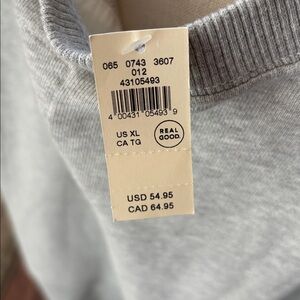 065 0743 3607
012
43105493
4 00431 05493 9
US XL
CA TG
REAL
GOOD.
USD 54.95
CAD 64.95